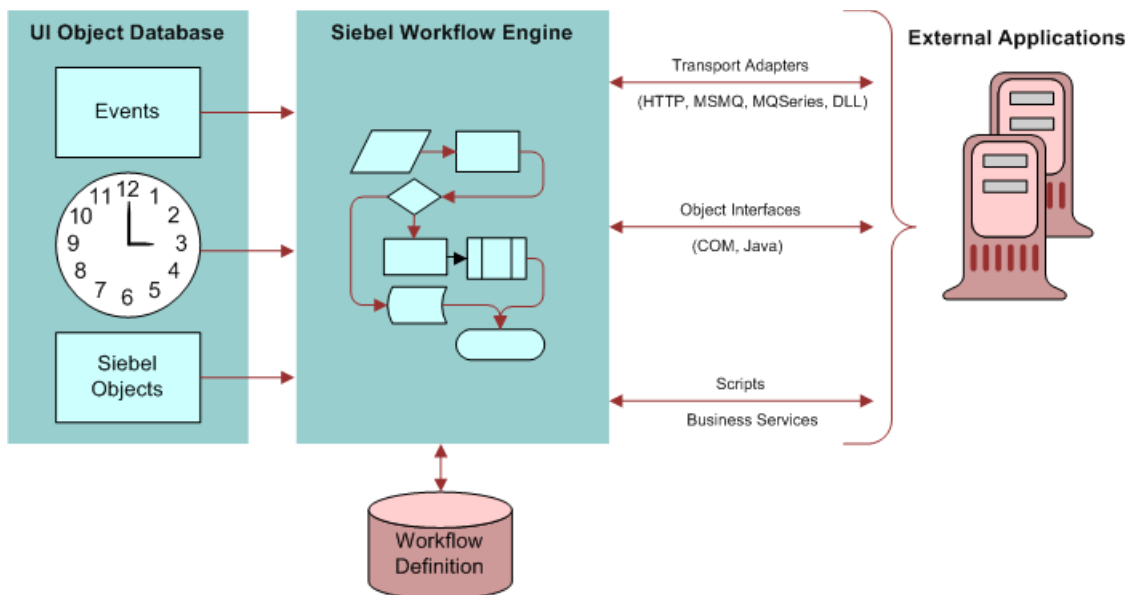 UI Object Database
Events
12
1
2
3
4
5
6
7
8
9
10
11
Siebel
Objects
Siebel Workflow Engine
Workflow
Definition
Transport Adapters
(HTTP, MSMQ, MQSeries, DLL)
Object Interfaces
(COM, Java)
Scripts
Business Services
External Applications